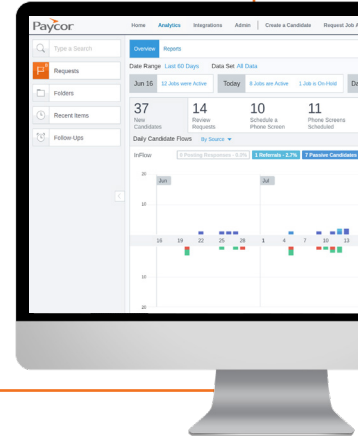 Paycor
Home Analytics Integrations Admin Create a Candidate Request Job A
Type a Search
Requests
Folders
Recent Items
Follow-Ups
Overview Reports
Date Range Last 60 Days Data Set All Data
Jun 16 12 Jobs were Active Today 8 Jobs are Active 1 Job is On-Hold Da
37 14 10 11
New Candidates Review Requests Schedule a Phone Screen Phone Screens Scheduled
Daily Candidate Flows By Source
InFlow 1 Referrals - 2.7% 7 Passive Candidates
20
Jun Jul
10
16 19 22 25 28 1 4 7 10 13
10
20